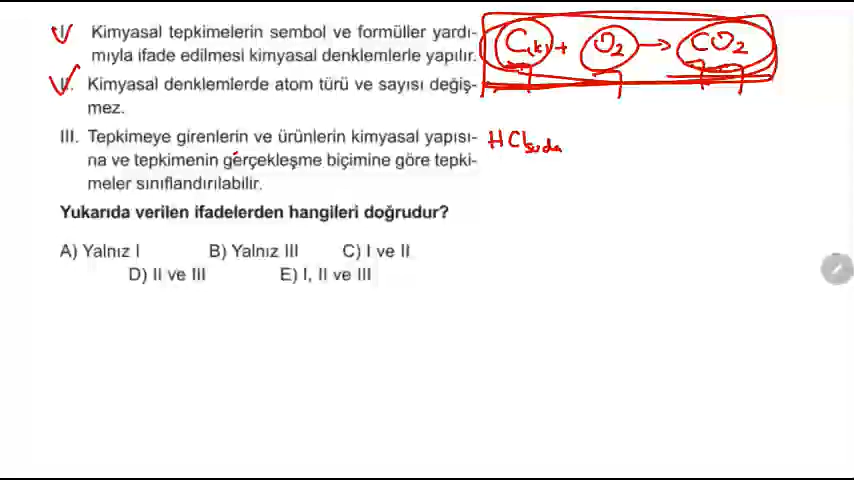 I. Kimyasal tepkimelerin sembol ve formüller yardı-
mıyla ifade edilmesi kimyasal denklemlerle yapılır.
II. Kimyasal denklemlerde atom türü ve sayısı değiş-
mez.
III. Tepkimeye girenlerin ve ürünlerin kimyasal yapısı-
na ve tepkimenin gerçekleşme biçimine göre tepki-
meler sınıflandırılabilir.
Yukarıda verilen ifadelerden hangileri doğrudur?
A) Yalnız I B) Yalnız III C) I ve II
D) II ve III E) I, II ve III
C(k) + O2 → CO2
HClsuda